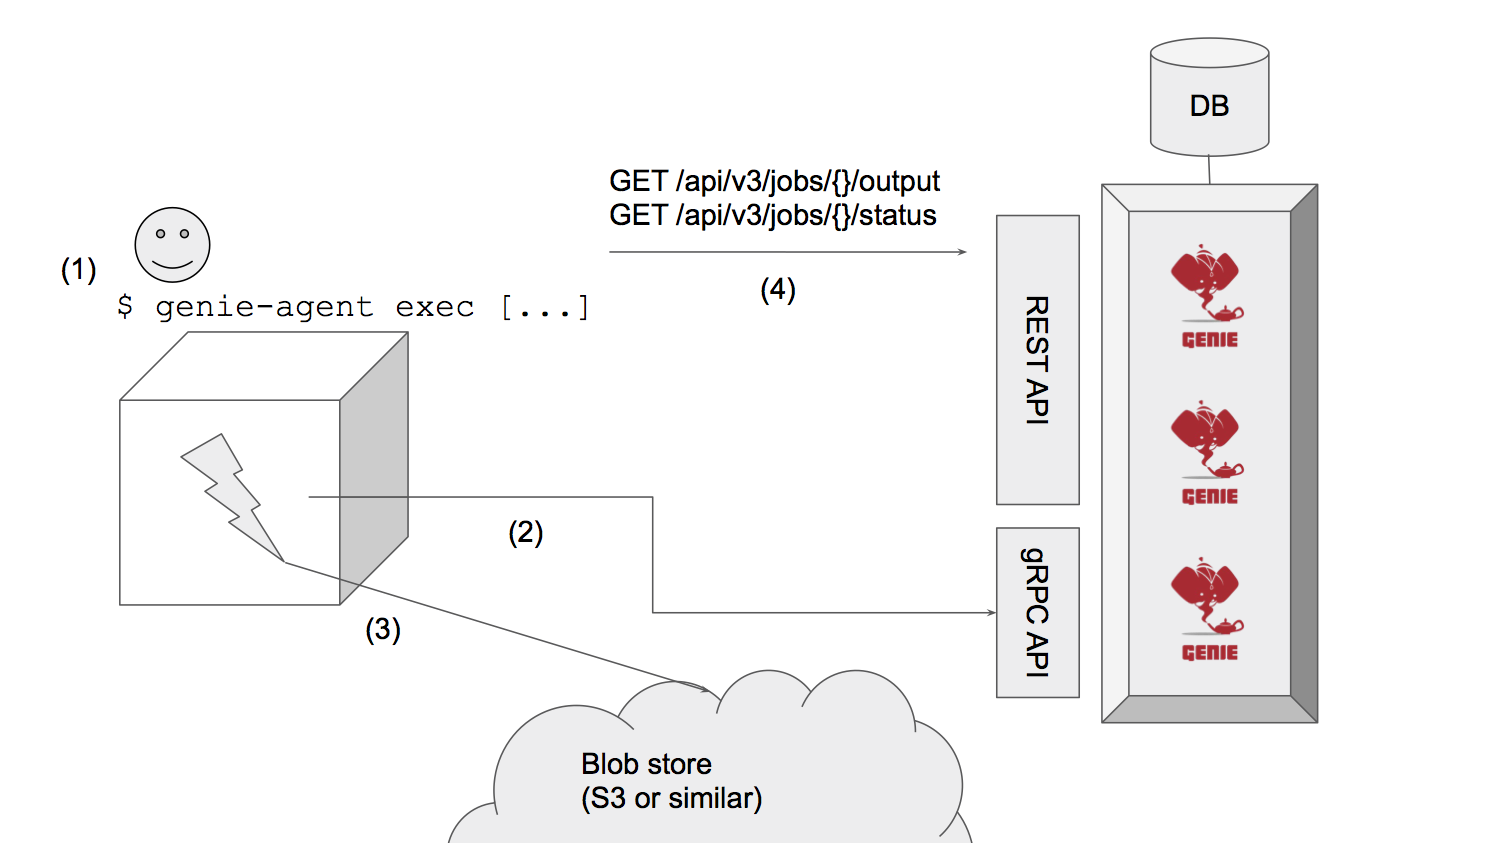 DB
GET /api/v3/jobs/{}/output
GET /api/v3/jobs/{}/status
(1)
$ genie-agent exec [...]
(4)
REST API
GENIE
GENIE
GENIE
(2)
gRPC API
(3)
Blob store
(S3 or similar)